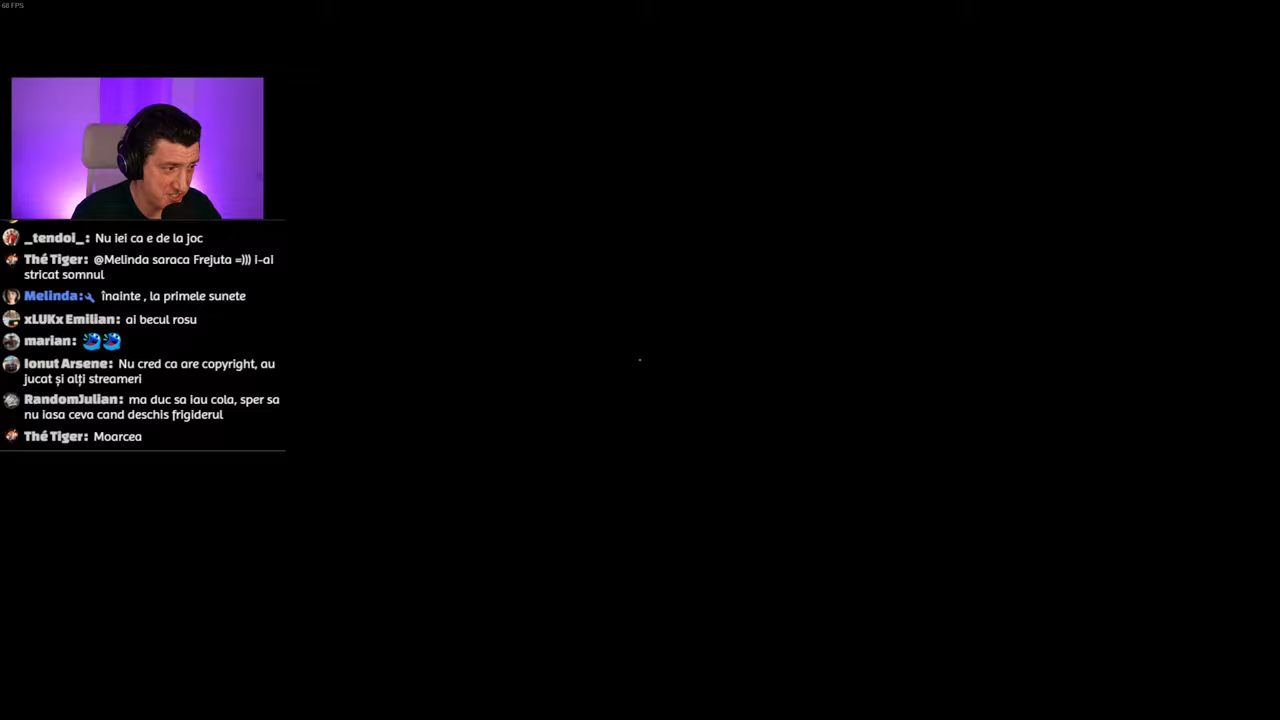 68 FPS
_tendoi_: Nu iei ca e de la joc
Thé Tiger: @Melinda saraca Frejuta =))) i-ai
stricat somnul
Melinda: înainte , la primele sunete
xLUKx Emilian: ai becul rosu
marian:
Ionut Arsene: Nu cred ca are copyright, au
jucat și alți streameri
RandomJulian: ma duc sa iau cola, sper sa
nu iasa ceva cand deschis frigiderul
Thé Tiger: Moarcea